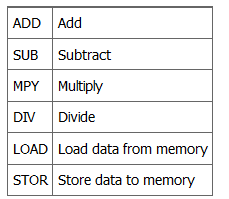 ADD Add
SUB Subtract
MPY Multiply
DIV Divide
LOAD Load data from memory
STOR Store data to memory